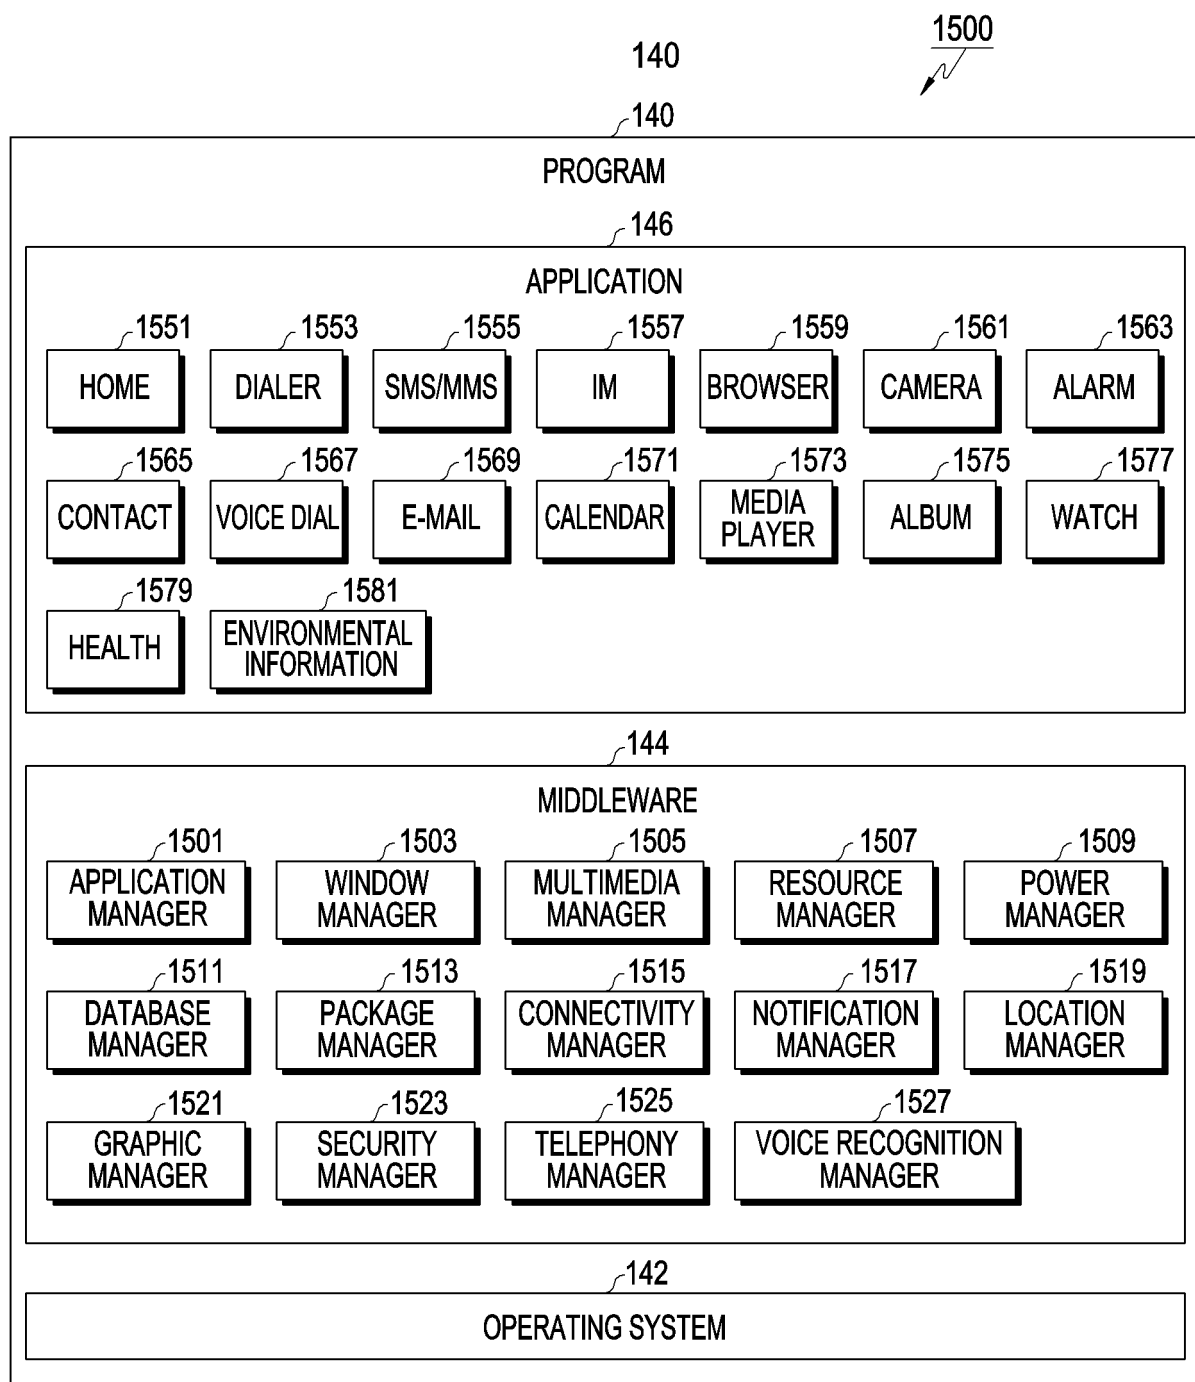 1500
140
140
PROGRAM
146
APPLICATION
1551 1553 1555 1557 1559 1561 1563
HOME DIALER SMS/MMS IM BROWSER CAMERA ALARM
1565 1567 1569 1571 1573 1575 1577
CONTACT VOICE DIAL E-MAIL CALENDAR MEDIA PLAYER ALBUM WATCH
1579 1581
HEALTH ENVIRONMENTAL INFORMATION
144
MIDDLEWARE
1501 1503 1505 1507 1509
APPLICATION WINDOW MULTIMEDIA RESOURCE POWER
MANAGER MANAGER MANAGER MANAGER MANAGER
1511 1513 1515 1517 1519
DATABASE PACKAGE CONNECTIVITY NOTIFICATION LOCATION
MANAGER MANAGER MANAGER MANAGER MANAGER
1521 1523 1525 1527
GRAPHIC SECURITY TELEPHONY VOICE RECOGNITION
MANAGER MANAGER MANAGER MANAGER
142
OPERATING SYSTEM